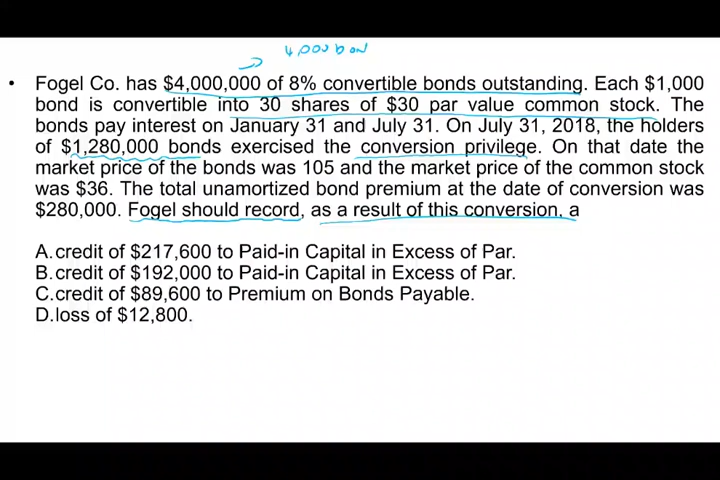 4,000 bon
• Fogel Co. has $4,000,000 of 8% convertible bonds outstanding. Each $1,000
bond is convertible into 30 shares of $30 par value common stock. The
bonds pay interest on January 31 and July 31. On July 31, 2018, the holders
of $1,280,000 bonds exercised the conversion privilege. On that date the
market price of the bonds was 105 and the market price of the common stock
was $36. The total unamortized bond premium at the date of conversion was
$280,000. Fogel should record, as a result of this conversion, a
A. credit of $217,600 to Paid-in Capital in Excess of Par.
B. credit of $192,000 to Paid-in Capital in Excess of Par.
C. credit of $89,600 to Premium on Bonds Payable.
D. loss of $12,800.